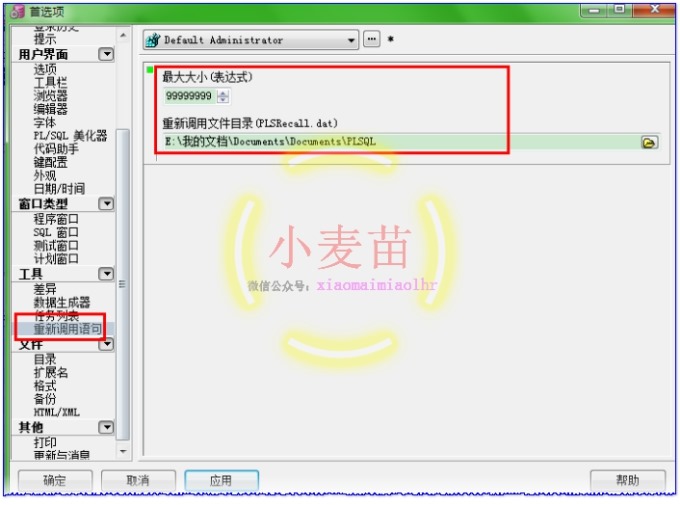 首选项
登录历史
提示
用户界面
选项
工具栏
浏览器
编辑器
字体
PL/SQL 美化器
代码助手
键配置
外观
日期/时间
窗口类型
程序窗口
SQL 窗口
测试窗口
计划窗口
工具
差异
数据生成器
任务列表
重新调用语句
文件
目录
扩展名
格式
备份
HTML/XML
其他
打印
更新与消息
Default Administrator ... *
最大大小(表达式)
99999999
重新调用文件目录(PLSRecall.dat)
E:\我的文档\Documents\Documents\PLSQL
小麦苗
微信公众号：xiaomaimiaolhr
确定 取消 应用 帮助